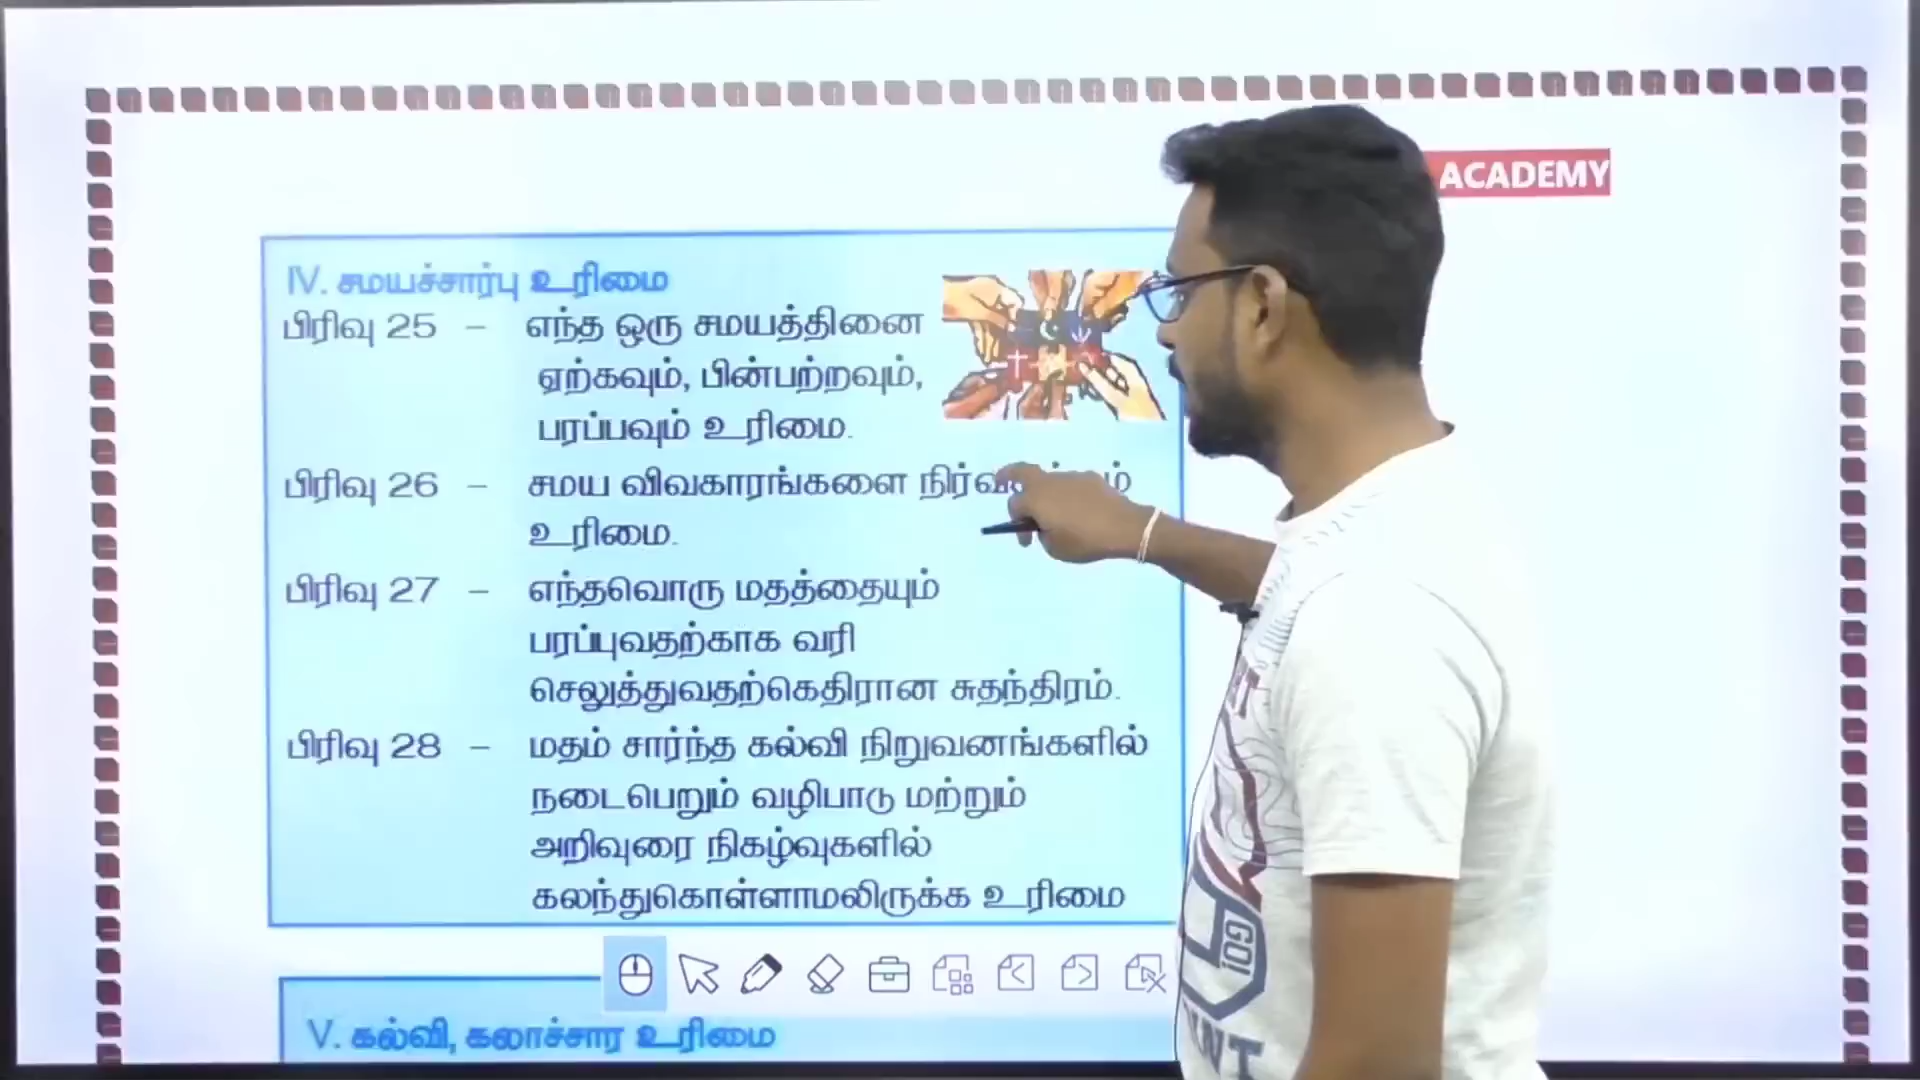 ACADEMY
IV. சமயச்சார்பு உரிமை
பிரிவு 25 – எந்த ஒரு சமயத்தினை
ஏற்கவும், பின்பற்றவும்,
பரப்பவும் உரிமை.
பிரிவு 26 – சமய விவகாரங்களை
உரிமை.
பிரிவு 27 – எந்தவொரு மதத்தையும்
பரப்புவதற்காக வரி
செலுத்துவதற்கெதிரான சுதந்திரம்.
பிரிவு 28 – மதம் சார்ந்த கல்வி நிறுவனங்களில்
நடைபெறும் வழிபாடு மற்றும்
அறிவுரை நிகழ்வுகளில்
கலந்துகொள்ளாமலிருக்க உரிமை
V. கல்வி, கலாச்சார உரிமை
GO!